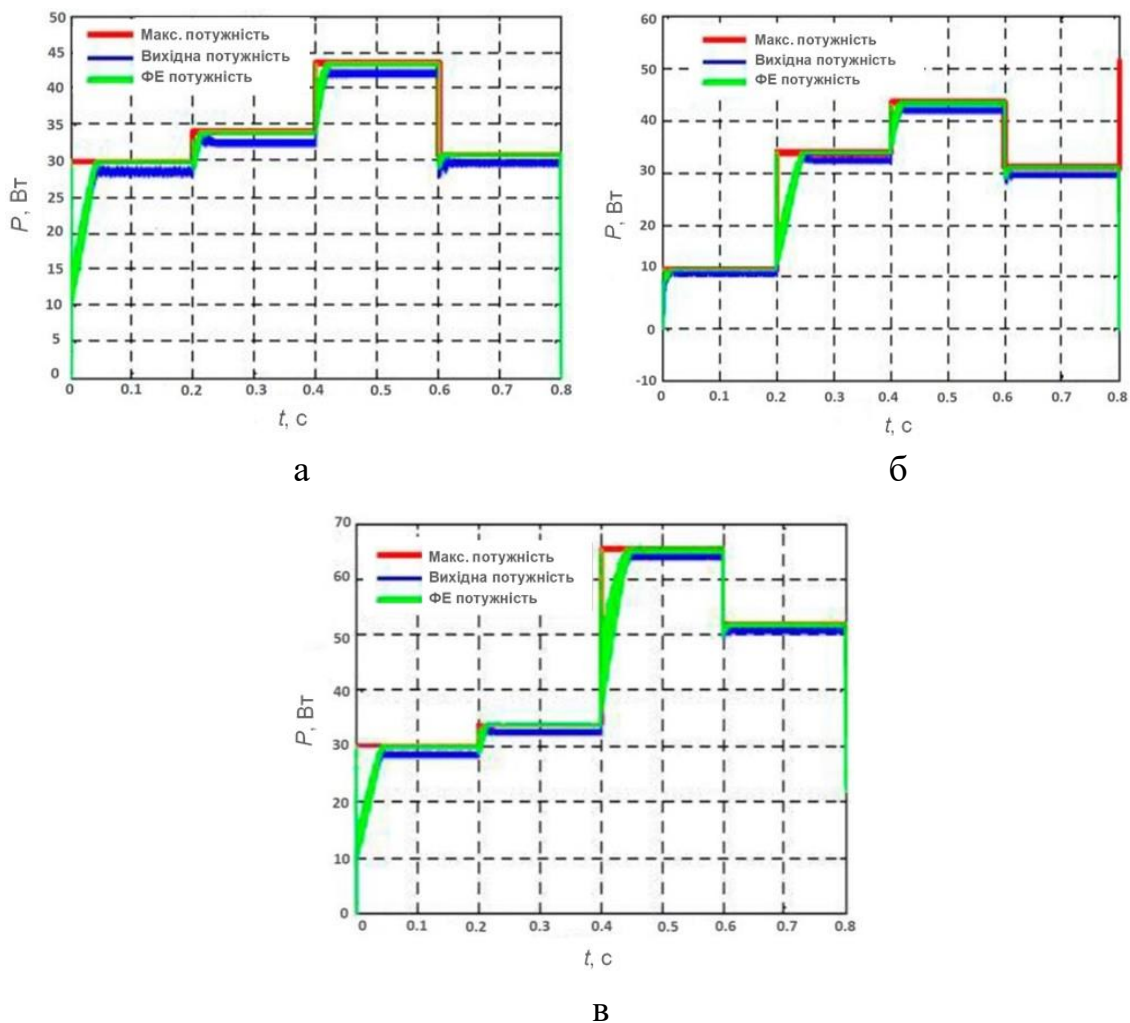 50
45
40
35
30
25
20
15
10
5
0
P, Вт
Макс. потужність
Вихідна потужність
ФЕ потужність
0 0.1 0.2 0.3 0.4 0.5 0.6 0.7 0.8
t, с
а
60
50
40
30
20
10
0
-10
P, Вт
Макс. потужність
Вихідна потужність
ФЕ потужність
0 0.1 0.2 0.3 0.4 0.5 0.6 0.7 0.8
t, с
б
70
60
50
40
30
20
10
0
P, Вт
Макс. потужність
Вихідна потужність
ФЕ потужність
0 0.1 0.2 0.3 0.4 0.5 0.6 0.7 0.8
t, с
в